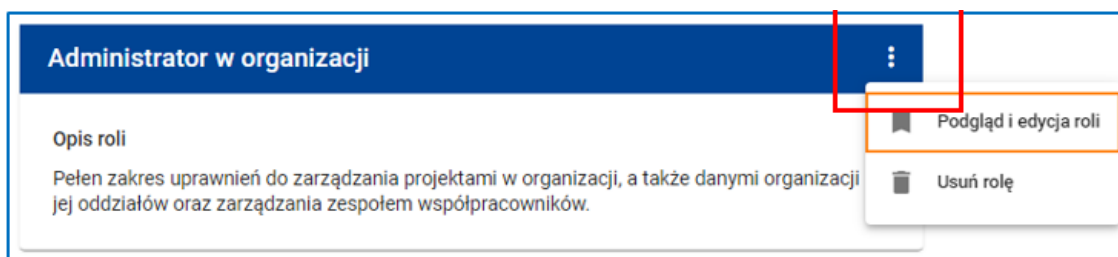 Administrator w organizacji
Podgląd i edycja roli
Opis roli
Pełen zakres uprawnień do zarządzania projektami w organizacji, a także danymi organizacji
Usuń rolę
jej oddziałów oraz zarządzania zespołem współpracowników.